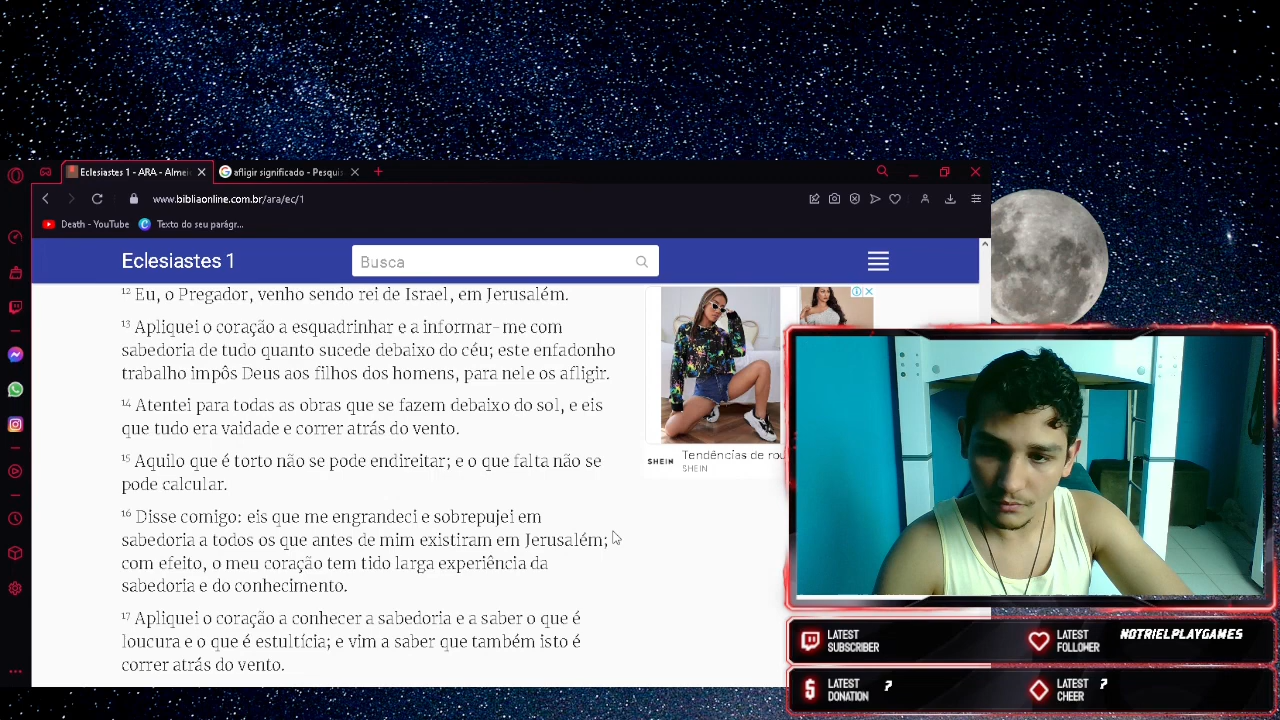 Eclesiastes 1 - ARA - Almei
afligir significado - Pesquis
www.bibliaonline.com.br/ara/ec/1
Death - YouTube
Texto do seu parágr...
Eclesiastes 1
Busca
12 Eu, o Pregador, venho sendo rei de Israel, em Jerusalém.
13 Apliquei o coração a esquadrinhar e a informar-me com
sabedoria de tudo quanto sucede debaixo do céu; este enfadonho
trabalho impôs Deus aos filhos dos homens, para nele os afligir.
14 Atentei para todas as obras que se fazem debaixo do sol, e eis
que tudo era vaidade e correr atrás do vento.
15 Aquilo que é torto não se pode endireitar; e o que falta não se
pode calcular.
16 Disse comigo: eis que me engrandeci e sobrepujei em
sabedoria a todos os que antes de mim existiram em Jerusalém;
com efeito, o meu coração tem tido larga experiência da
sabedoria e do conhecimento.
17 Apliquei o coração a conhecer a sabedoria e a saber o que é
loucura e o que é estultícia; e vim a saber que também isto é
correr atrás do vento.
SHEIN
Tendências de rou
SHEIN
LATEST
SUBSCRIBER
LATEST
FOLLOWER
NOTRIELPLAYGAMES
LATEST
DONATION
?
LATEST
CHEER
?